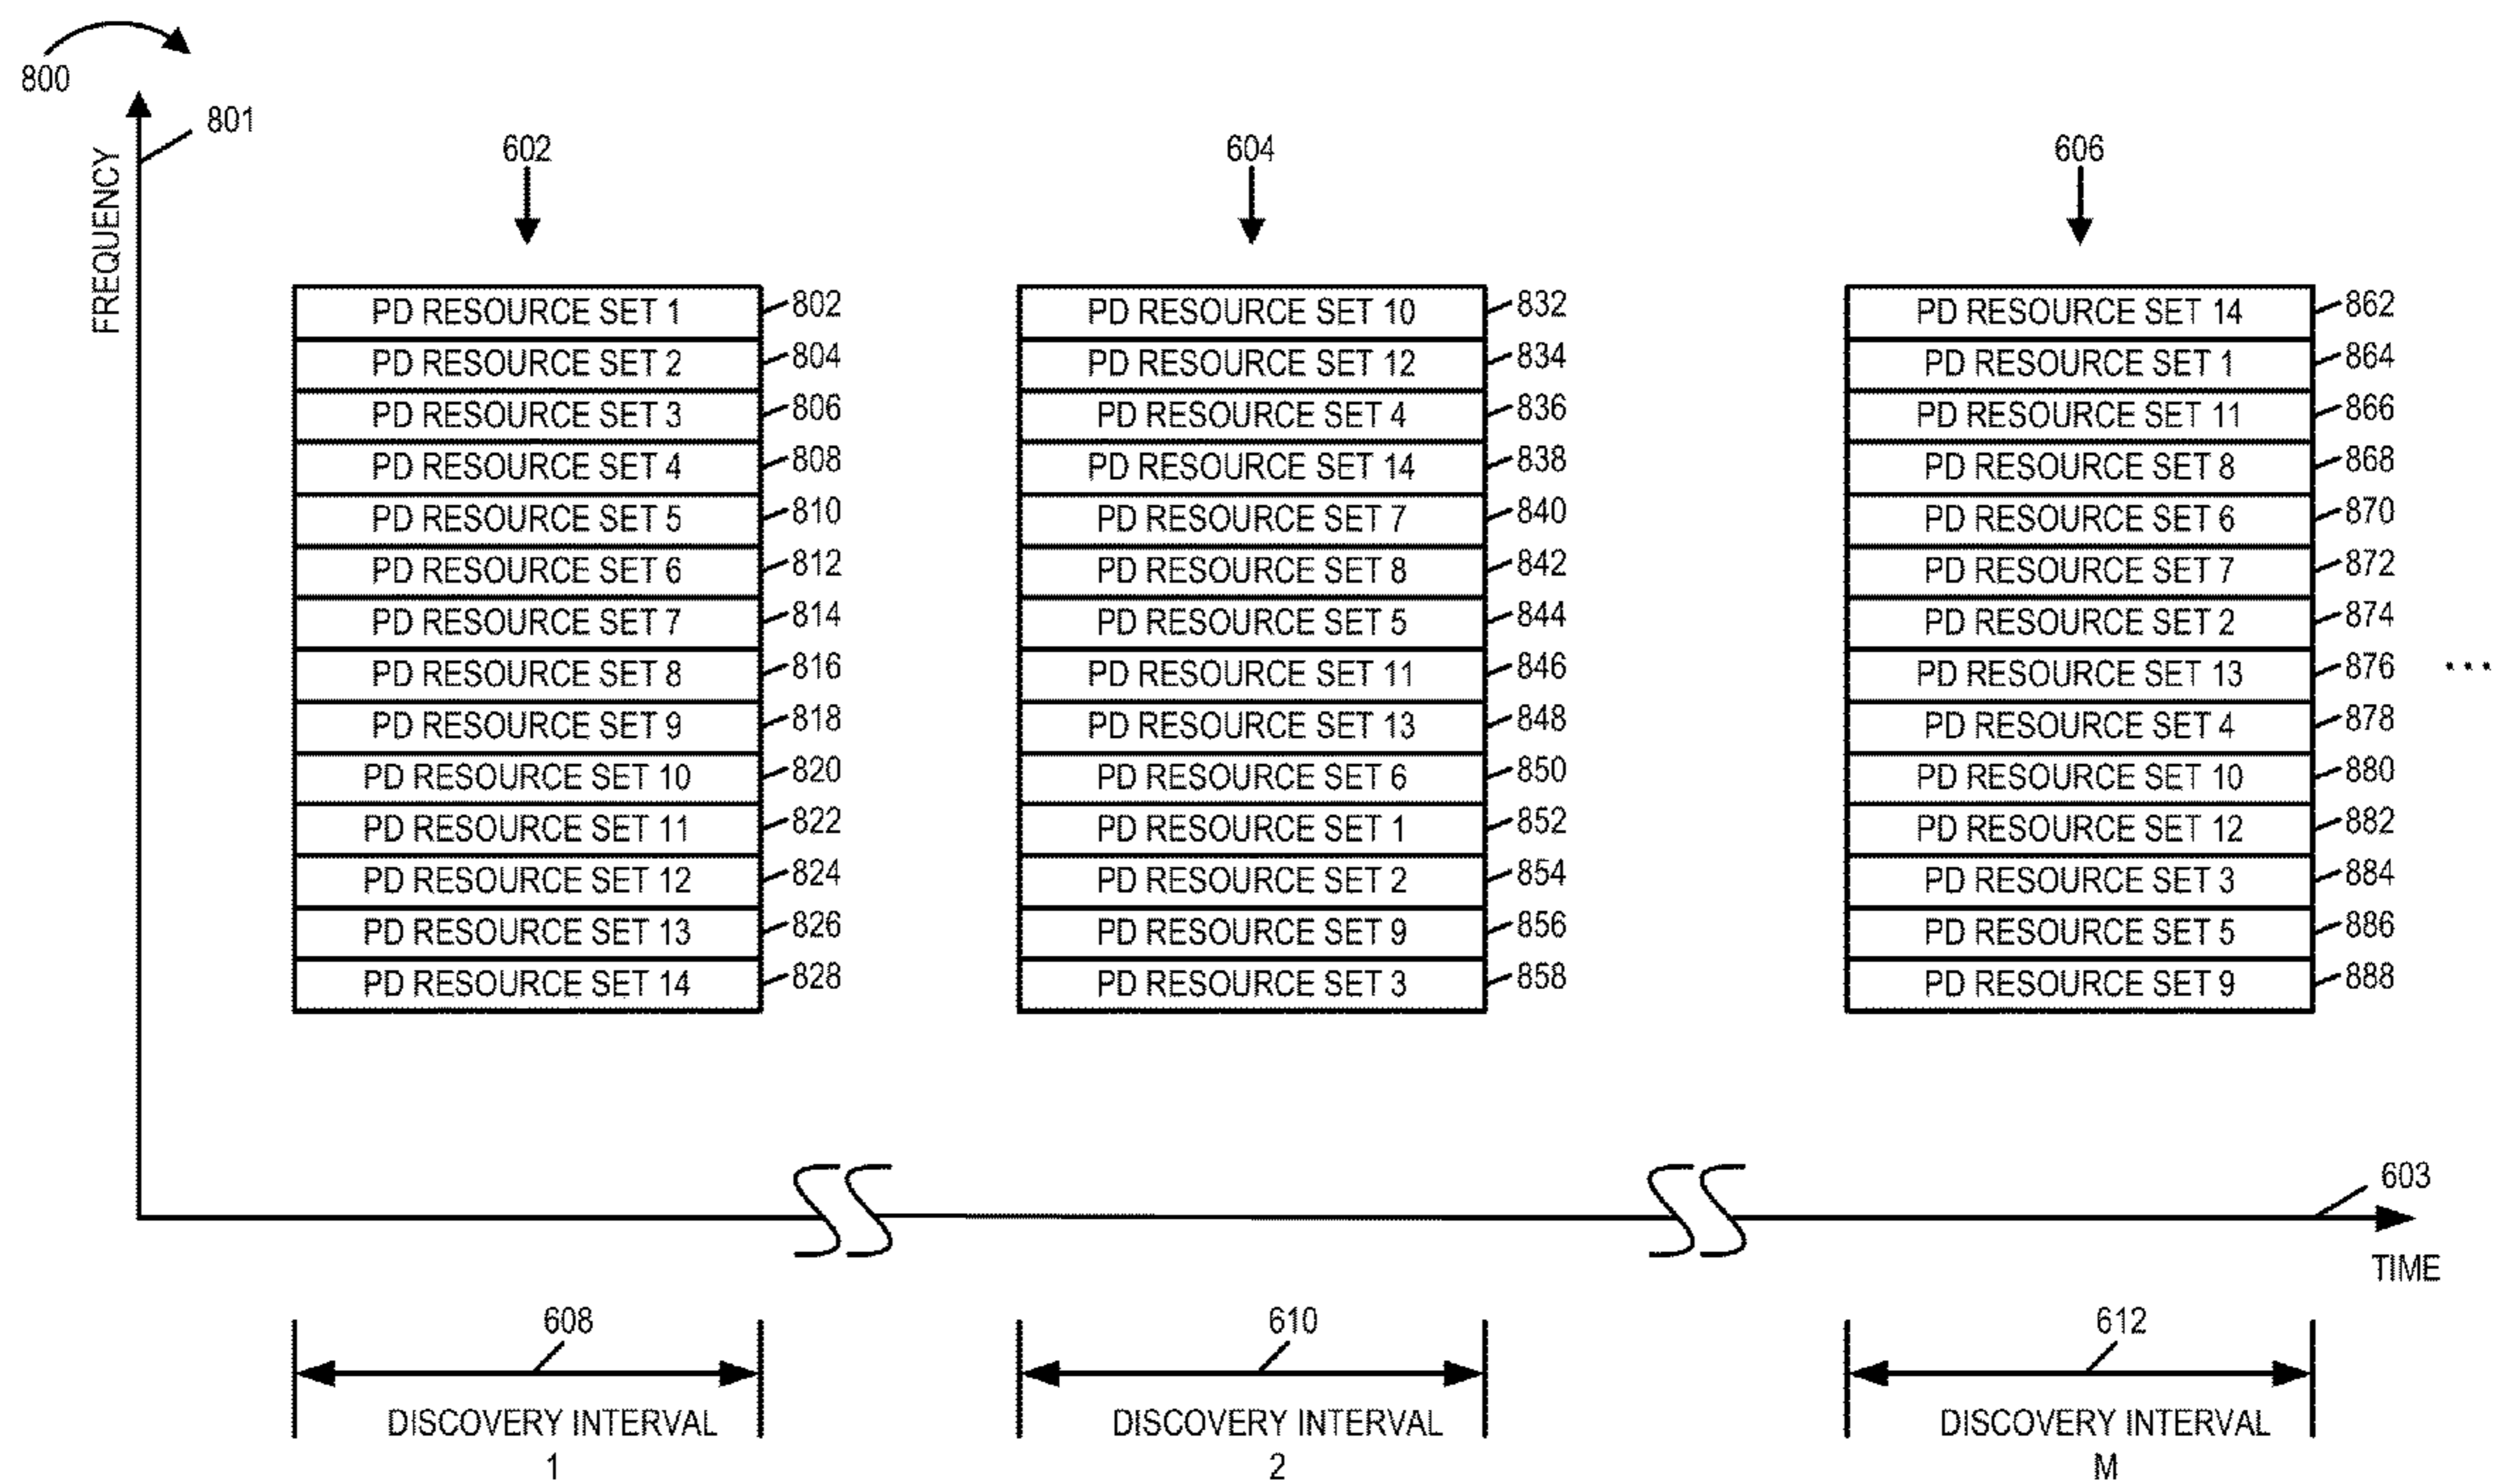 800
801
FREQUENCY
602
604
606
PD RESOURCE SET 1 802
PD RESOURCE SET 2 804
PD RESOURCE SET 3 806
PD RESOURCE SET 4 808
PD RESOURCE SET 5 810
PD RESOURCE SET 6 812
PD RESOURCE SET 7 814
PD RESOURCE SET 8 816
PD RESOURCE SET 9 818
PD RESOURCE SET 10 820
PD RESOURCE SET 11 822
PD RESOURCE SET 12 824
PD RESOURCE SET 13 826
PD RESOURCE SET 14 828
PD RESOURCE SET 10 832
PD RESOURCE SET 12 834
PD RESOURCE SET 4 836
PD RESOURCE SET 14 838
PD RESOURCE SET 7 840
PD RESOURCE SET 8 842
PD RESOURCE SET 5 844
PD RESOURCE SET 11 846
PD RESOURCE SET 13 848
PD RESOURCE SET 6 850
PD RESOURCE SET 1 852
PD RESOURCE SET 2 854
PD RESOURCE SET 9 856
PD RESOURCE SET 3 858
PD RESOURCE SET 14 862
PD RESOURCE SET 1 864
PD RESOURCE SET 11 866
PD RESOURCE SET 8 868
PD RESOURCE SET 6 870
PD RESOURCE SET 7 872
PD RESOURCE SET 2 874
PD RESOURCE SET 13 876
PD RESOURCE SET 4 878
PD RESOURCE SET 10 880
PD RESOURCE SET 12 882
PD RESOURCE SET 3 884
PD RESOURCE SET 5 886
PD RESOURCE SET 9 888
...
603
TIME
608
DISCOVERY INTERVAL
1
610
DISCOVERY INTERVAL
2
612
DISCOVERY INTERVAL
M